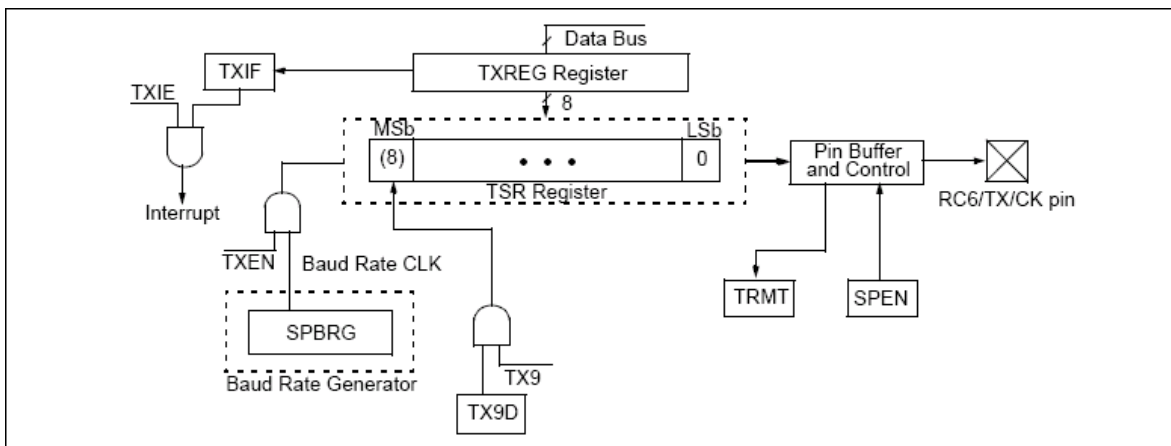 Data Bus
TXIF
TXREG Register
TXIE
8
MSb
LSb
(8)
0
Pin Buffer
and Control
TSR Register
Interrupt
RC6/TX/CK pin
TXEN
Baud Rate CLK
TRMT
SPEN
SPBRG
Baud Rate Generator
TX9
TX9D